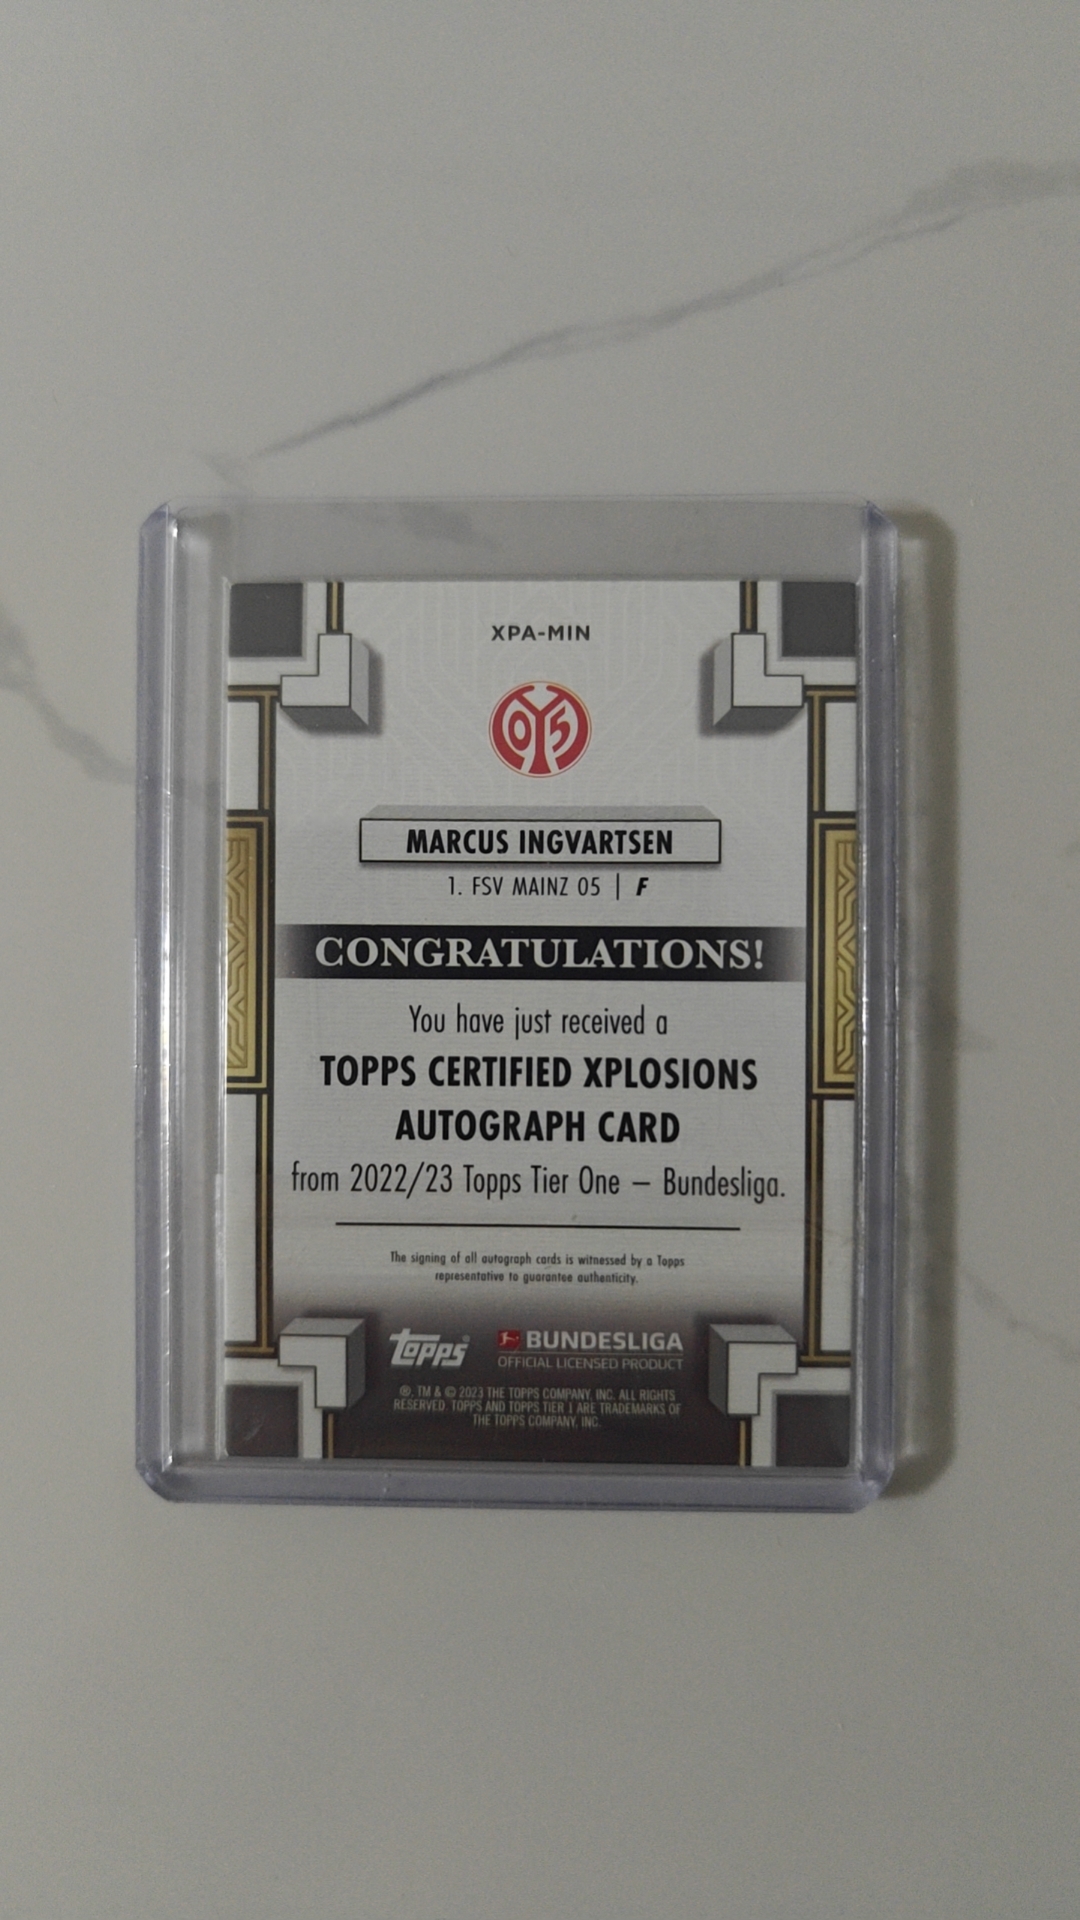 XPA-MIN
05
MARCUS INGVARTSEN
1. FSV MAINZ 05 | F
CONGRATULATIONS!
You have just received a
TOPPS CERTIFIED XPLOSIONS
AUTOGRAPH CARD
from 2022/23 Topps Tier One – Bundesliga.
The signing of all autograph cards is witnessed by a Topps
representative to guarantee authenticity.
topps® BUNDESLIGA
OFFICIAL LICENSED PRODUCT
®, TM & © 2023 THE TOPPS COMPANY, INC. ALL RIGHTS
RESERVED. TOPPS AND TOPPS TIER 1 ARE TRADEMARKS OF
THE TOPPS COMPANY, INC.